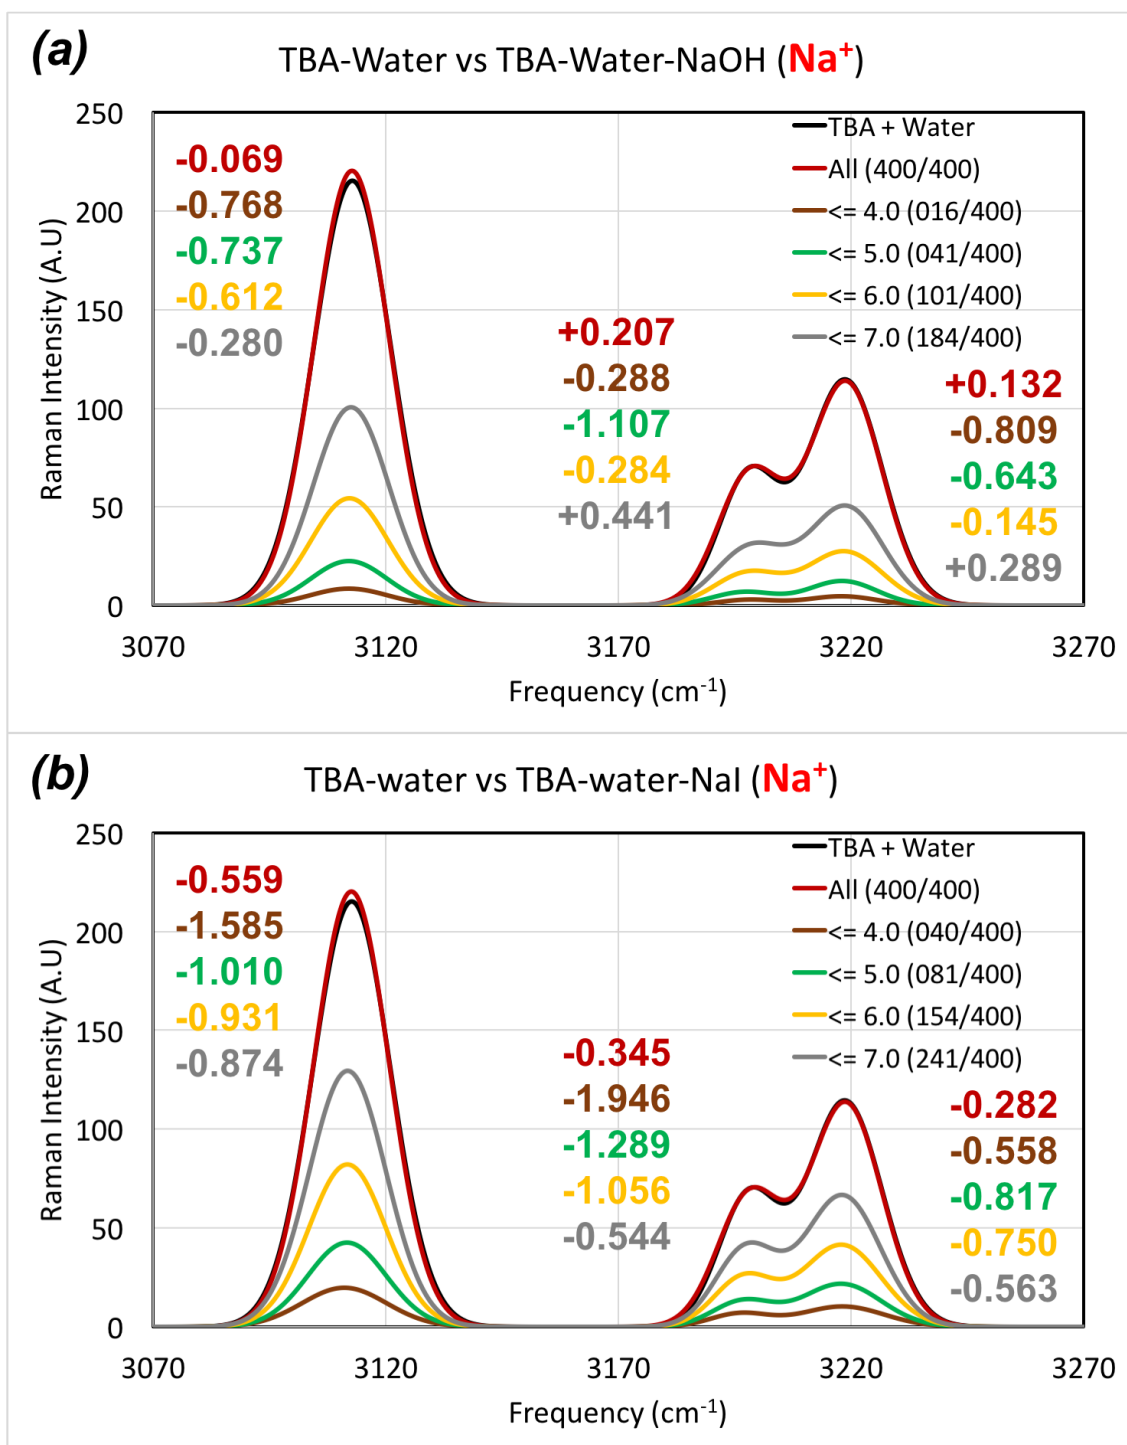 (a)
TBA-Water vs TBA-Water-NaOH (Na⁺)
250
200
150
100
50
0
Raman Intensity (A.U)
-0.069
-0.768
-0.737
-0.612
-0.280
+0.207
-0.288
-1.107
-0.284
+0.441
TBA + Water
All (400/400)
<= 4.0 (016/400)
<= 5.0 (041/400)
<= 6.0 (101/400)
<= 7.0 (184/400)
+0.132
-0.809
-0.643
-0.145
+0.289
3070 3120 3170 3220 3270
Frequency (cm⁻¹)
(b)
TBA-water vs TBA-water-NaI (Na⁺)
250
200
150
100
50
0
Raman Intensity (A.U)
-0.559
-1.585
-1.010
-0.931
-0.874
-0.345
-1.946
-1.289
-1.056
-0.544
TBA + Water
All (400/400)
<= 4.0 (040/400)
<= 5.0 (081/400)
<= 6.0 (154/400)
<= 7.0 (241/400)
-0.282
-0.558
-0.817
-0.750
-0.563
3070 3120 3170 3220 3270
Frequency (cm⁻¹)